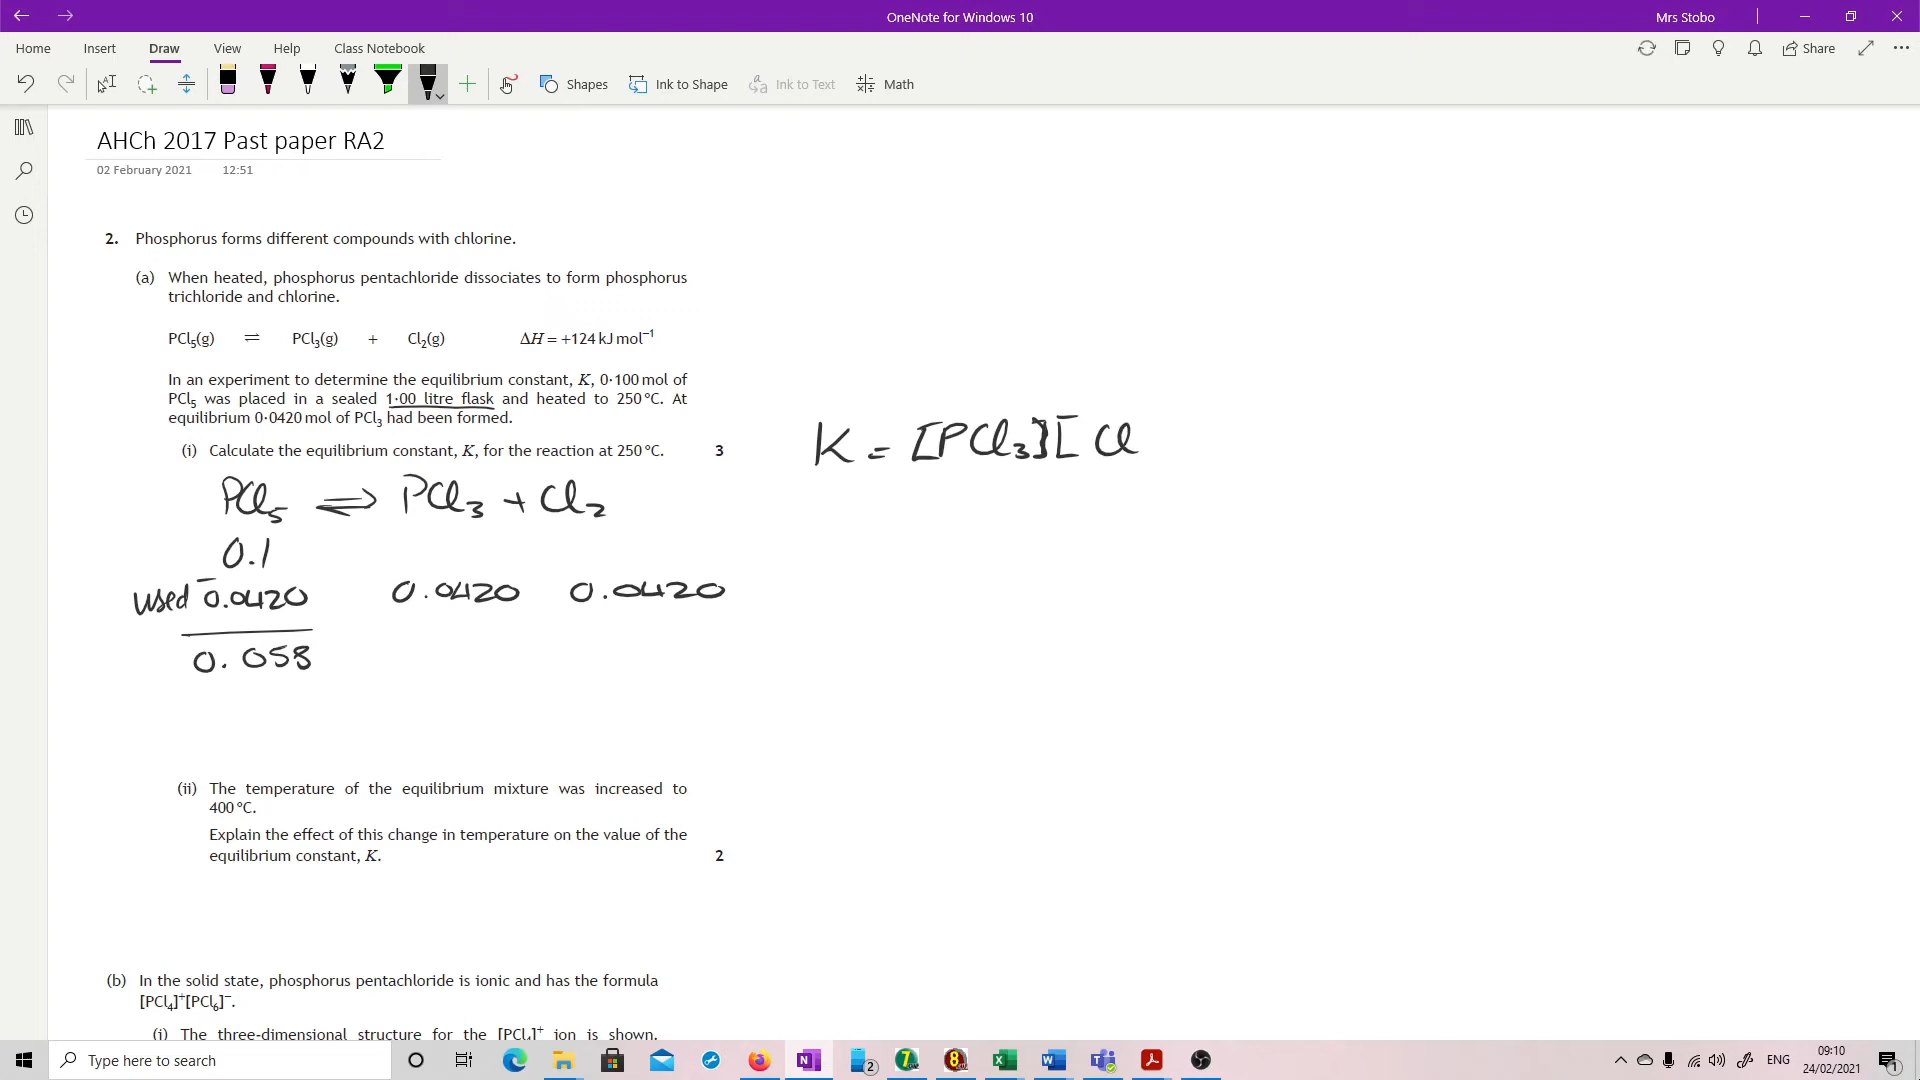 OneNote for Windows 10
Mrs Stobo
Home Insert Draw View Help Class Notebook
Share
Shapes Ink to Shape Ink to Text Math
AHCh 2017 Past paper RA2
02 February 2021 12:51
2. Phosphorus forms different compounds with chlorine.
(a) When heated, phosphorus pentachloride dissociates to form phosphorus
trichloride and chlorine.
PCl₅(g) ⇌ PCl₃(g) + Cl₂(g) ΔH = +124 kJ mol⁻¹
In an experiment to determine the equilibrium constant, K, 0·100 mol of
PCl₅ was placed in a sealed 1·00 litre flask and heated to 250 °C. At
equilibrium 0·0420 mol of PCl₃ had been formed.
(i) Calculate the equilibrium constant, K, for the reaction at 250 °C. 3
K = [PCl₃][Cl
PCl₅ ⇌ PCl₃ + Cl₂
0.1
used -0.0420 0.0420 0.0420
0.058
(ii) The temperature of the equilibrium mixture was increased to
400 °C.
Explain the effect of this change in temperature on the value of the
equilibrium constant, K. 2
(b) In the solid state, phosphorus pentachloride is ionic and has the formula
[PCl₄]⁺[PCl₆]⁻.
(i) The three-dimensional structure for the [PCl₄]⁺ ion is shown.
Type here to search
ENG
09:10
24/02/2021